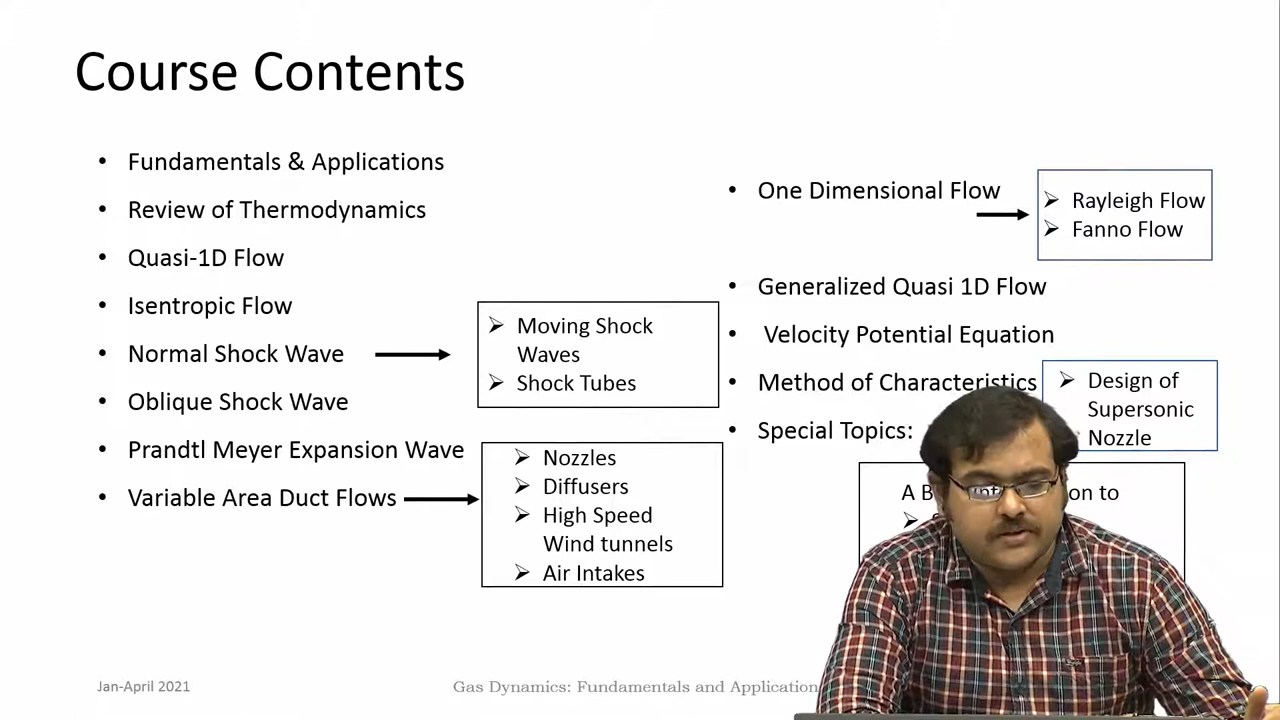 Course Contents
• Fundamentals & Applications
• Review of Thermodynamics
• Quasi-1D Flow
• Isentropic Flow
• Normal Shock Wave
➢ Moving Shock
Waves
➢ Shock Tubes
• Oblique Shock Wave
• Prandtl Meyer Expansion Wave
• Variable Area Duct Flows
➢ Nozzles
➢ Diffusers
➢ High Speed
Wind tunnels
➢ Air Intakes
• One Dimensional Flow
➢ Rayleigh Flow
➢ Fanno Flow
• Generalized Quasi 1D Flow
• Velocity Potential Equation
• Method of Characteristics
➢ Design of
Supersonic
Nozzle
• Special Topics:
A to
Jan-April 2021
Gas Dynamics: Fundamentals and Application